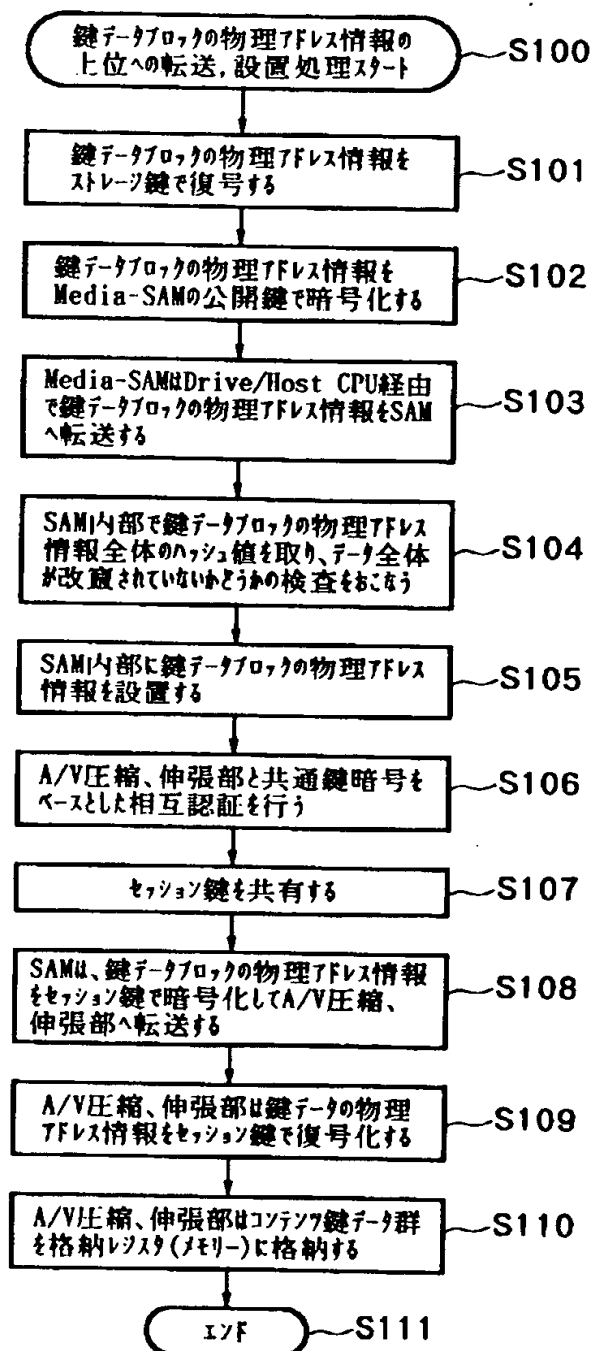 鍵データブロックの物理アドレス情報の
上位への転送,設置処理スタート
S100
鍵データブロックの物理アドレス情報を
ストレージ鍵で復号する
S101
鍵データブロックの物理アドレス情報を
Media-SAMの公開鍵で暗号化する
S102
Media-SAMはDrive/Host CPU経由
で鍵データブロックの物理アドレス情報をSAM
へ転送する
S103
SAM内部で鍵データブロックの物理アドレス
情報全体のハッシュ値を取り、データ全体
が改竄されていないかどうかの検査をおこなう
S104
SAM内部に鍵データブロックの物理アドレス
情報を設置する
S105
A/V圧縮、伸張部と共通鍵暗号を
ベースとした相互認証を行う
S106
セッション鍵を共有する
S107
SAMは、鍵データブロックの物理アドレス情報
をセッション鍵で暗号化してA/V圧縮、
伸張部へ転送する
S108
A/V圧縮、伸張部は鍵データの物理
アドレス情報をセッション鍵で復号化する
S109
A/V圧縮、伸張部はコンテンツ鍵データ群
を格納レジスタ(メモリー)に格納する
S110
エンド
S111